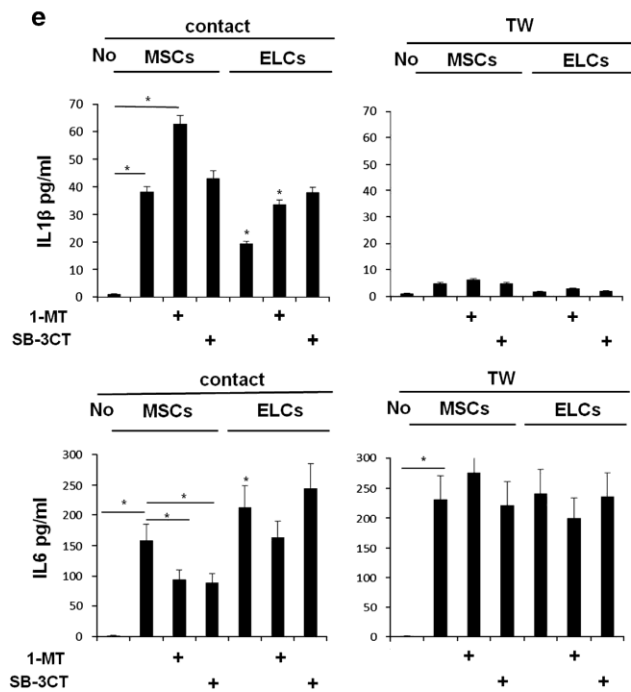 e
contact
No MSCs ELCs
TW
No MSCs ELCs
IL1β pg/ml
70
60
50
40
30
20
10
0
* * * *
70
60
50
40
30
20
10
0
1-MT + + + +
SB-3CT + + + +
contact
No MSCs ELCs
TW
No MSCs ELCs
IL6 pg/ml
300
250
200
150
100
50
0
* * * *
*
300
250
200
150
100
50
0
*
1-MT + + + +
SB-3CT + + + +